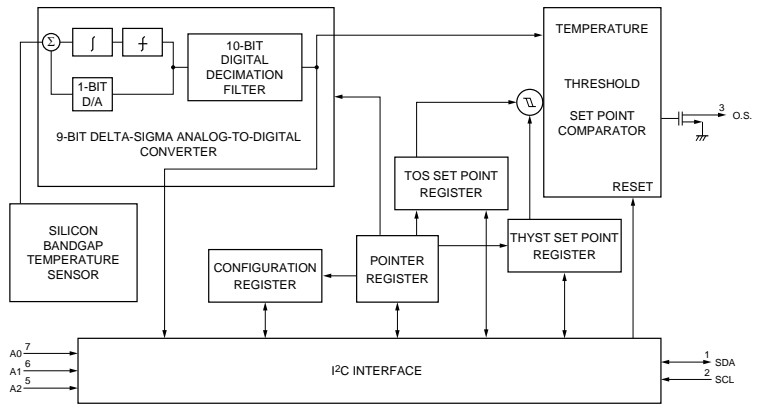 10-BIT
DIGITAL
DECIMATION
FILTER
Σ
∫
1-BIT
D/A
9-BIT DELTA-SIGMA ANALOG-TO-DIGITAL
CONVERTER
TEMPERATURE
THRESHOLD
SET POINT
COMPARATOR
RESET
3
O.S.
SILICON
BANDGAP
TEMPERATURE
SENSOR
TOS SET POINT
REGISTER
THYST SET POINT
REGISTER
CONFIGURATION
REGISTER
POINTER
REGISTER
I²C INTERFACE
A0 7
A1 6
A2 5
1 SDA
2 SCL